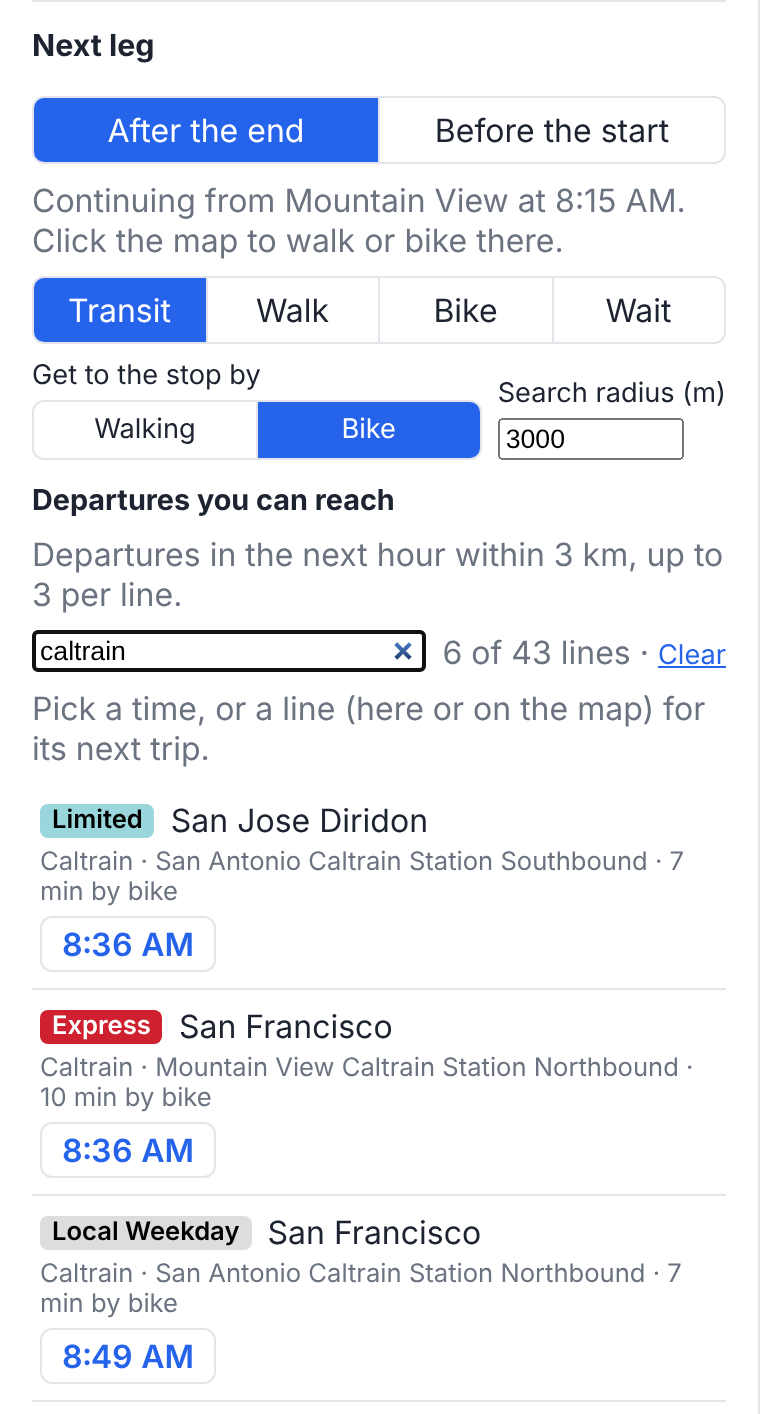 Next leg
After the end
Before the start
Continuing from Mountain View at 8:15 AM.
Click the map to walk or bike there.
Transit
Walk
Bike
Wait
Get to the stop by
Search radius (m)
Walking
Bike
3000
Departures you can reach
Departures in the next hour within 3 km, up to
3 per line.
caltrain
6 of 43 lines · Clear
Pick a time, or a line (here or on the map) for
its next trip.
Limited San Jose Diridon
Caltrain · San Antonio Caltrain Station Southbound · 7
min by bike
8:36 AM
Express San Francisco
Caltrain · Mountain View Caltrain Station Northbound ·
10 min by bike
8:36 AM
Local Weekday San Francisco
Caltrain · San Antonio Caltrain Station Northbound · 7
min by bike
8:49 AM